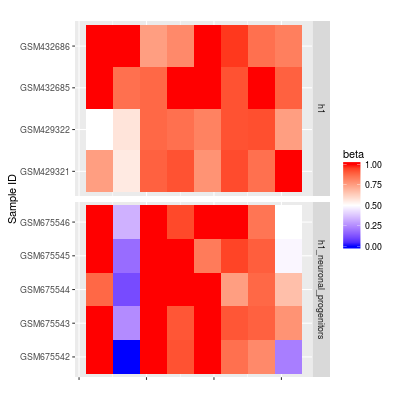 GSM432686
GSM432685
GSM429322
GSM429321
h1
GSM675546
GSM675545
GSM675544
GSM675543
GSM675542
h1_neuronal_progenitors
Sample ID
beta
1.00
0.75
0.50
0.25
0.00